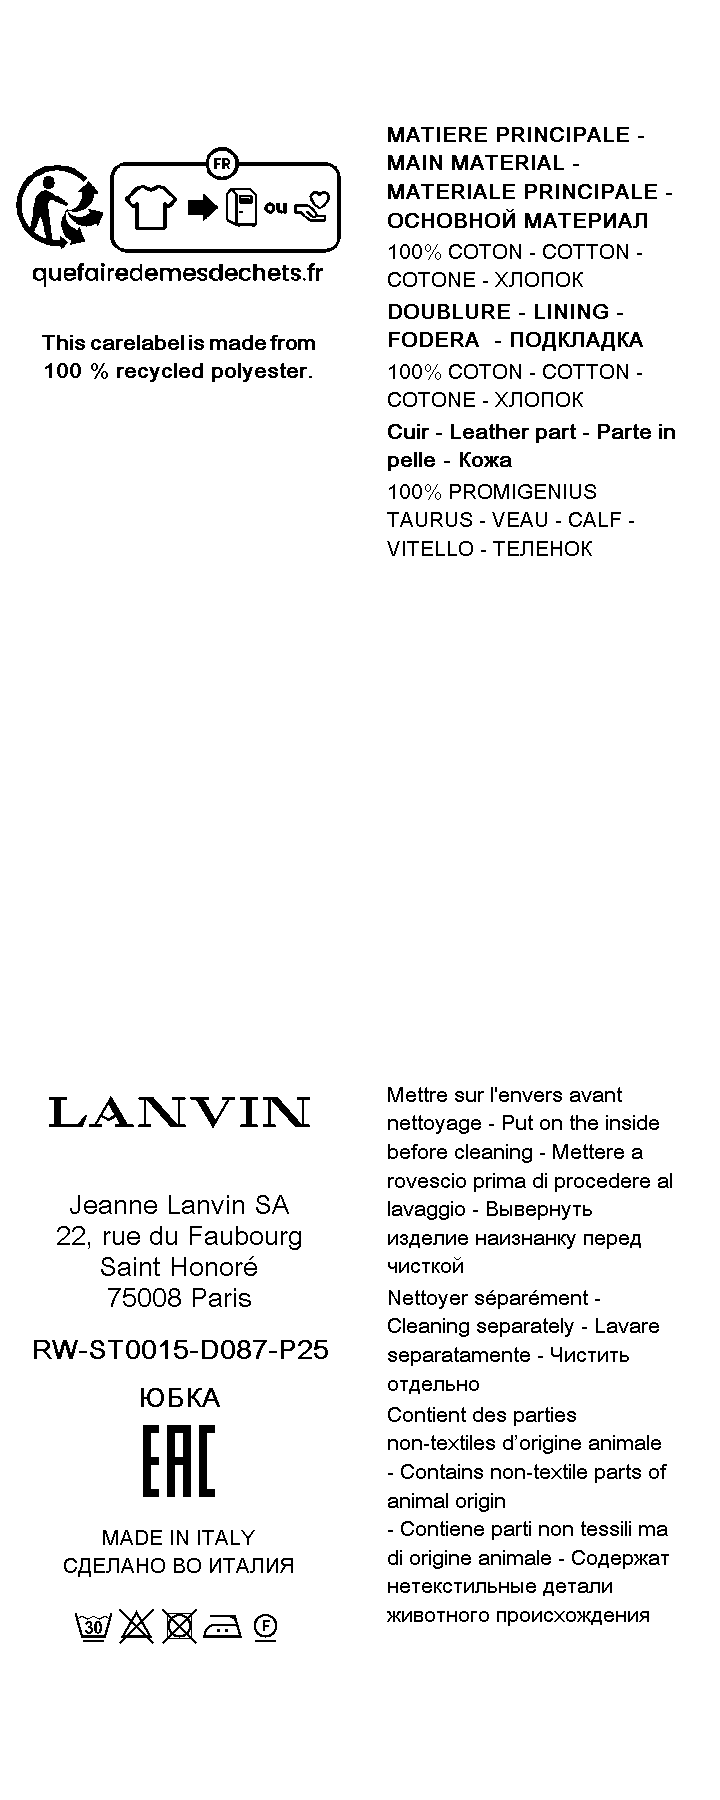 FR
ou
quefairedemesdechets.fr
This carelabel is made from
100 % recycled polyester.
MATIERE PRINCIPALE -
MAIN MATERIAL -
MATERIALE PRINCIPALE -
ОСНОВНОЙ МАТЕРИАЛ
100% COTON - COTTON -
COTONE - ХЛОПОК
DOUBLURE - LINING -
FODERA - ПОДКЛАДКА
100% COTON - COTTON -
COTONE - ХЛОПОК
Cuir - Leather part - Parte in
pelle - Кожа
100% PROMIGENIUS
TAURUS - VEAU - CALF -
VITELLO - ТЕЛЕНОК
LANVIN
Jeanne Lanvin SA
22, rue du Faubourg
Saint Honoré
75008 Paris
RW-ST0015-D087-P25
ЮБКА
EAC
MADE IN ITALY
СДЕЛАНО ВО ИТАЛИЯ
30
F
Mettre sur l'envers avant
nettoyage - Put on the inside
before cleaning - Mettere a
rovescio prima di procedere al
lavaggio - Вывернуть
изделие наизнанку перед
чисткой
Nettoyer séparément -
Cleaning separately - Lavare
separatamente - Чистить
отдельно
Contient des parties
non-textiles d’origine animale
- Contains non-textile parts of
animal origin
- Contiene parti non tessili ma
di origine animale - Содержат
нетекстильные детали
животного происхождения